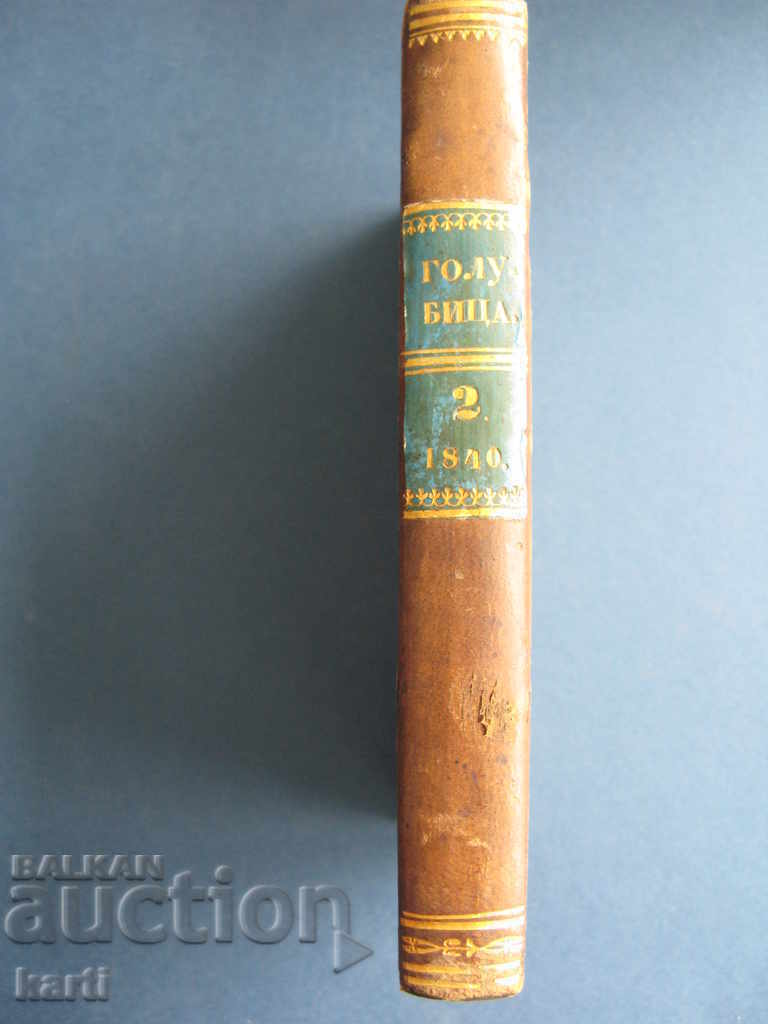 ГОЛУ-
БИЦА.
2.
1840.
BALKAN
auction
karti